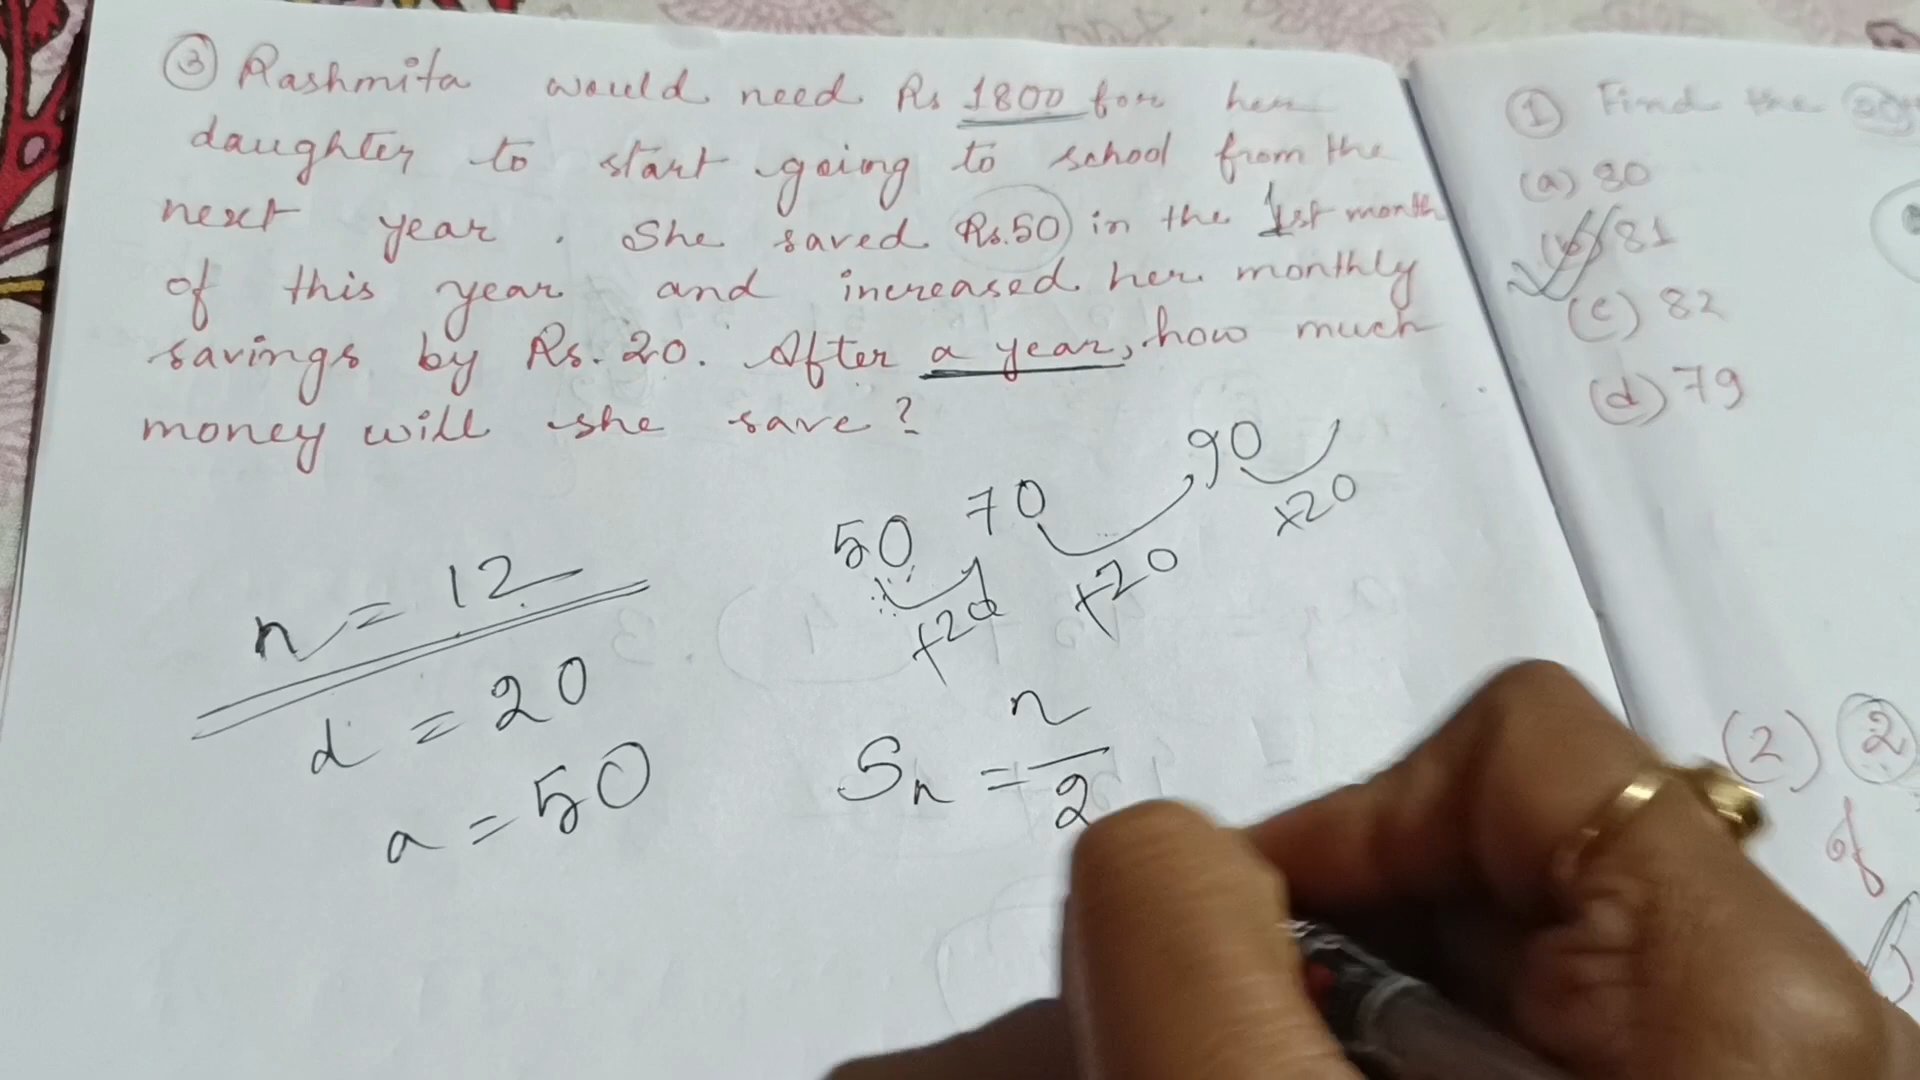 ③ Rashmita would need Rs 1800 for her
daughter to start going to school from the
next year. She saved Rs.50 in the 1st month
of this year and increased her monthly
savings by Rs. 20. After a year, how much
money will she save?
50 70 90
+20 +20 +20
n = 12
d = 20
a = 50
Sn = n/2
① Find the
(a) 80
(b) 81
(c) 82
(d) 79
(2) 2
of